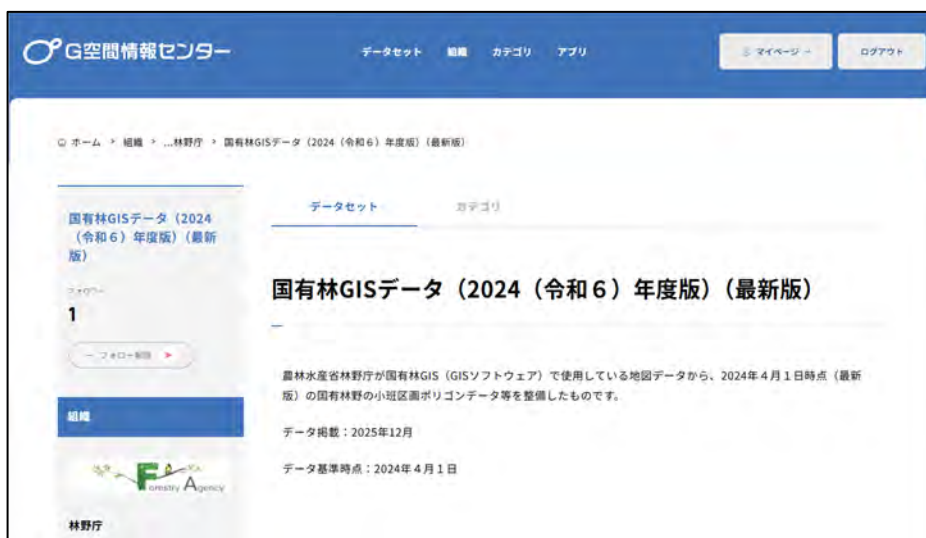 G空間情報センター
データセット 組織 カテゴリ アプリ
マイページ
ログアウト
ホーム > 組織 > ...林野庁 > 国有林GISデータ（2024（令和６）年度版）（最新版）
国有林GISデータ（2024
（令和６）年度版）（最新
版）
フォロワー
1
フォロー解除
組織
Forestry Agency
林野庁
データセット カテゴリ
国有林GISデータ（2024（令和６）年度版）（最新版）
農林水産省林野庁が国有林GIS（GISソフトウェア）で使用している地図データから、2024年４月１日時点（最新
版）の国有林野の小班区画ポリゴンデータ等を整備したものです。
データ掲載：2025年12月
データ基準時点：2024年４月１日